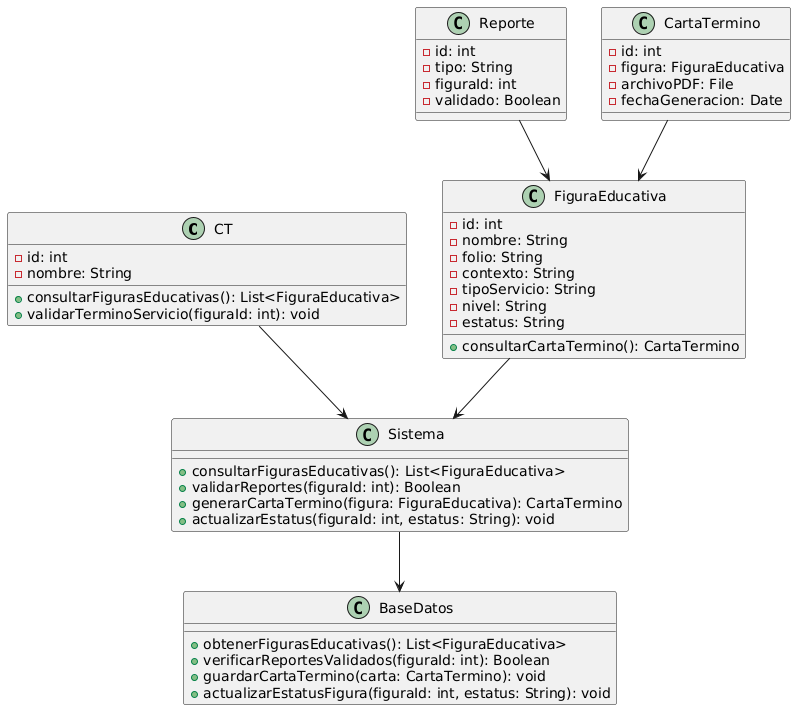 C Reporte
id: int
tipo: String
figuraId: int
validado: Boolean
C CartaTermino
id: int
figura: FiguraEducativa
archivoPDF: File
fechaGeneracion: Date
C CT
id: int
nombre: String
consultarFigurasEducativas(): List<FiguraEducativa>
validarTerminoServicio(figuraId: int): void
C FiguraEducativa
id: int
nombre: String
folio: String
contexto: String
tipoServicio: String
nivel: String
estatus: String
consultarCartaTermino(): CartaTermino
C Sistema
consultarFigurasEducativas(): List<FiguraEducativa>
validarReportes(figuraId: int): Boolean
generarCartaTermino(figura: FiguraEducativa): CartaTermino
actualizarEstatus(figuraId: int, estatus: String): void
C BaseDatos
obtenerFigurasEducativas(): List<FiguraEducativa>
verificarReportesValidados(figuraId: int): Boolean
guardarCartaTermino(carta: CartaTermino): void
actualizarEstatusFigura(figuraId: int, estatus: String): void